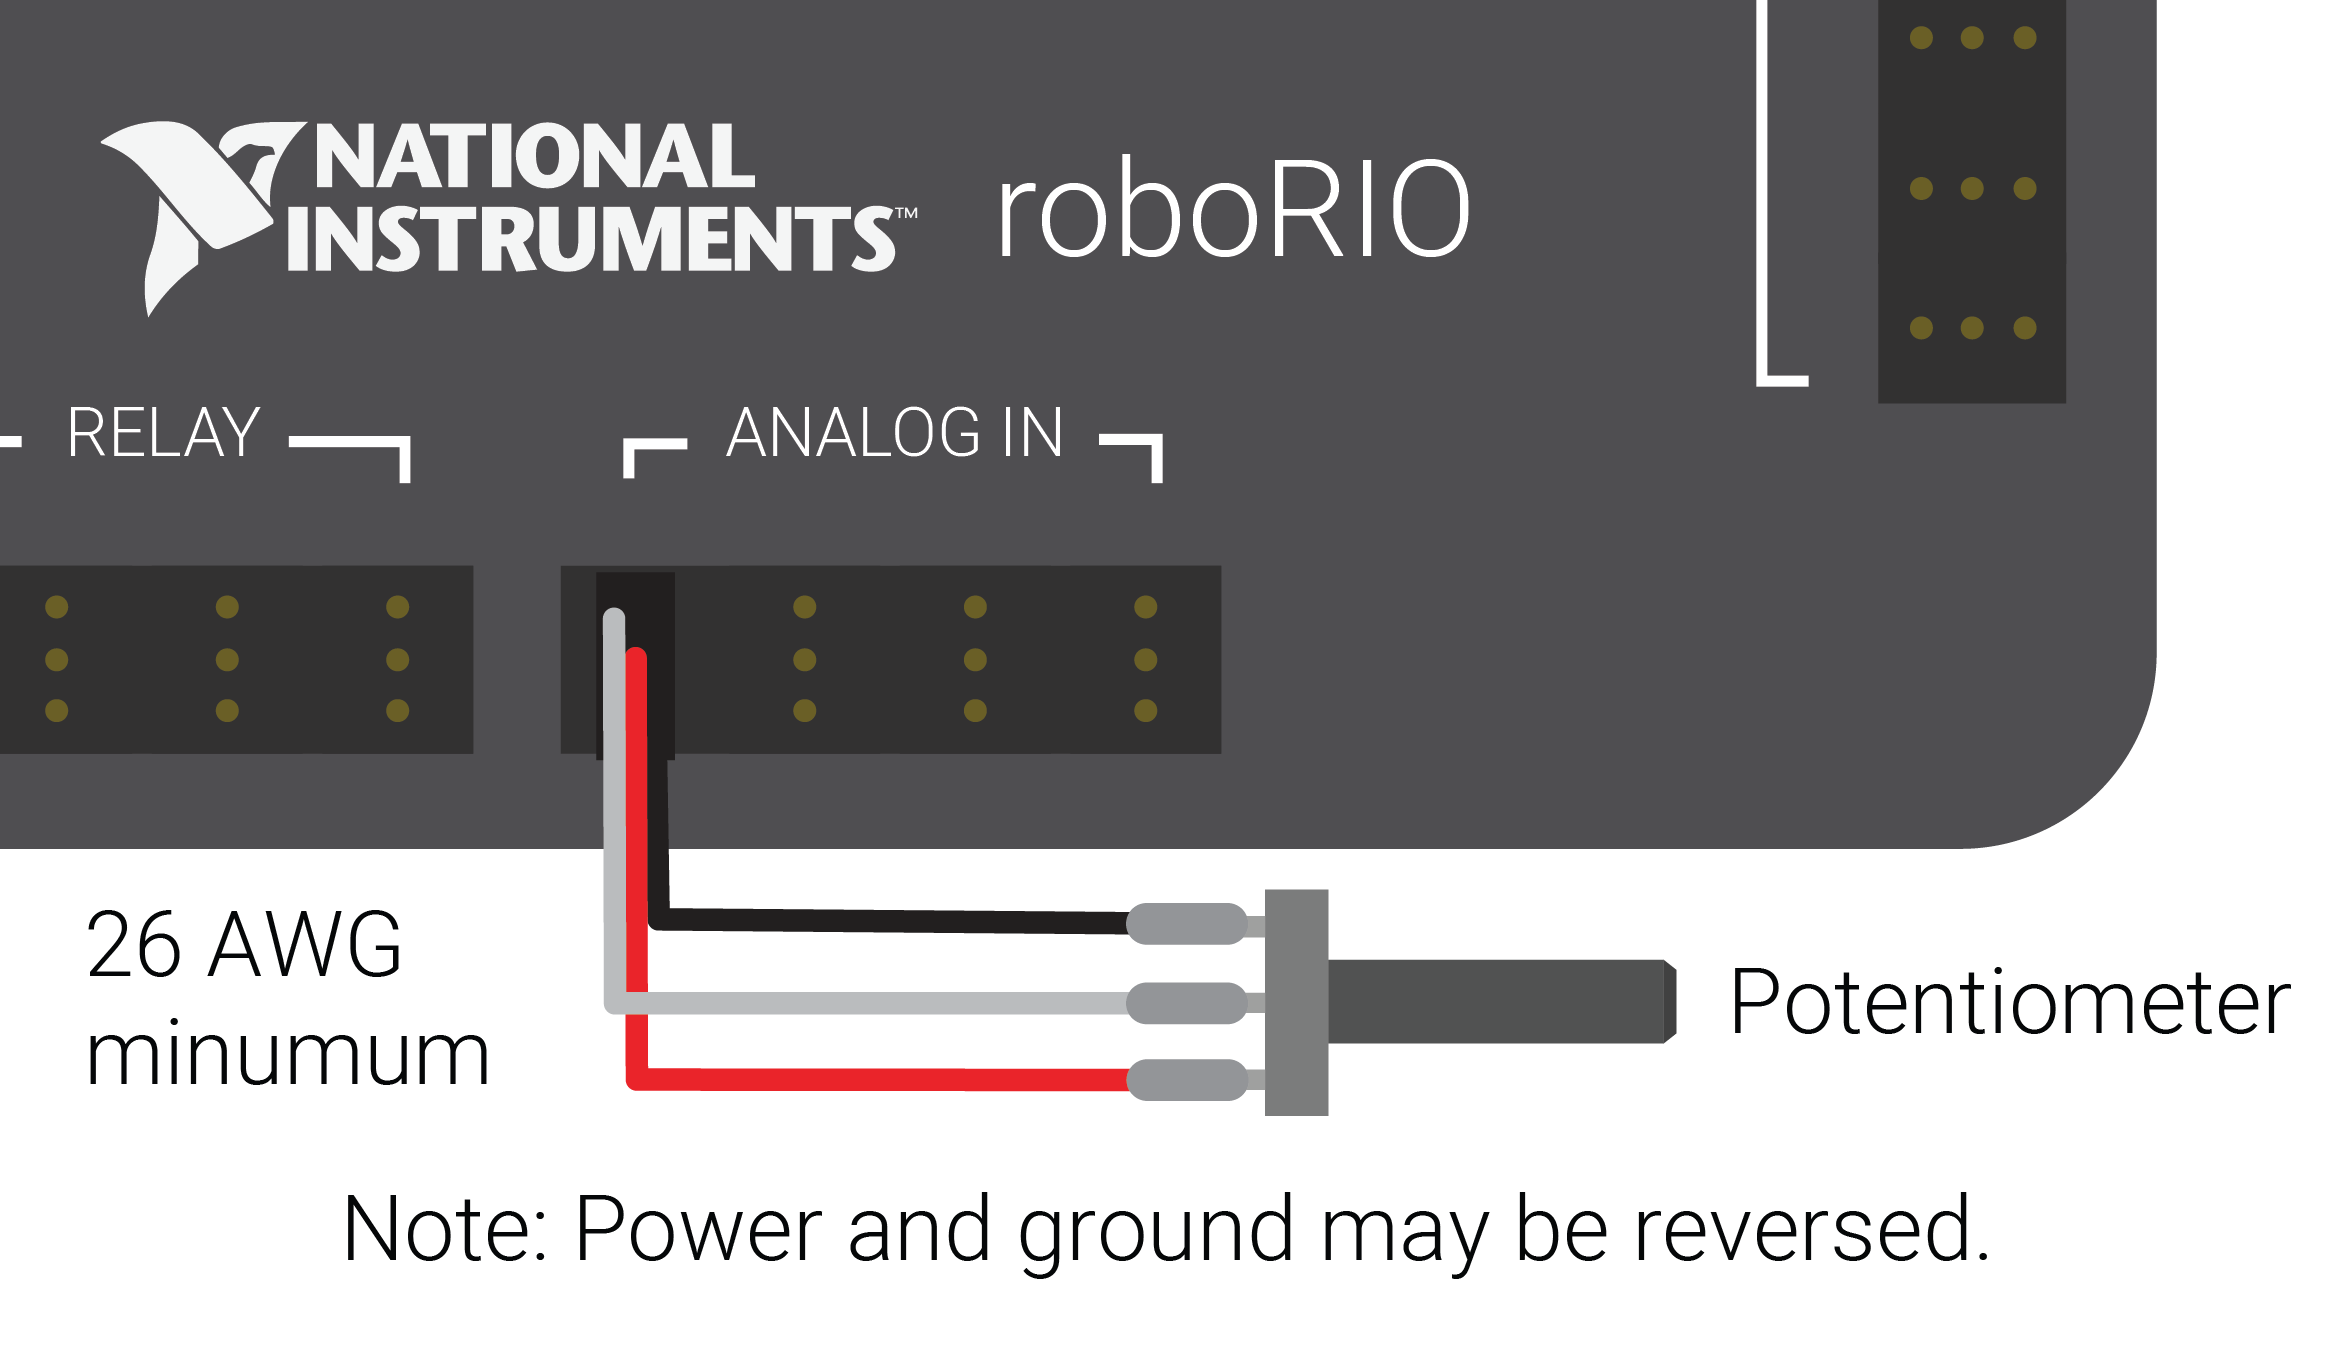 NATIONAL
INSTRUMENTS™
roboRIO
RELAY
ANALOG IN
26 AWG
minumum
Potentiometer
Note: Power and ground may be reversed.